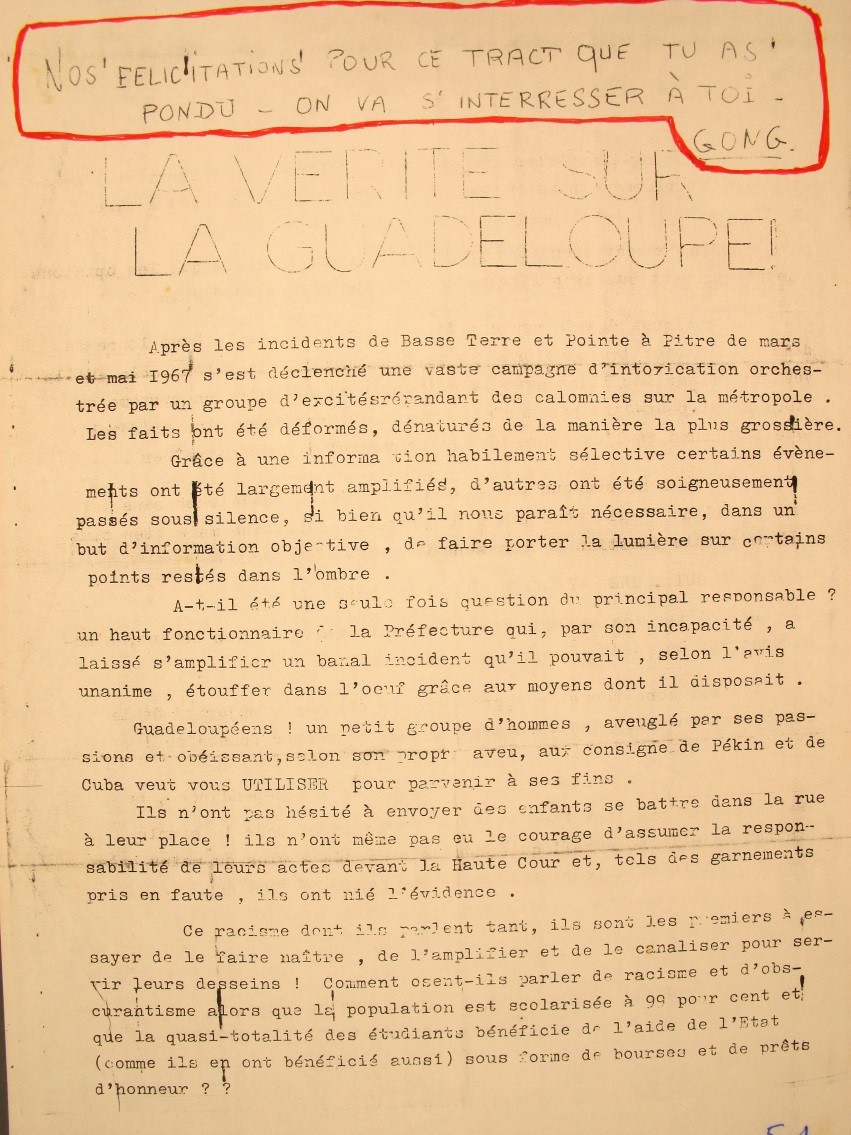 NOS FELICITATIONS POUR CE TRACT QUE TU AS
PONDU - ON VA S'INTERRESSER À TOI -
GONG.
LA VERITE SUR
LA GUADELOUPE!
Après les incidents de Basse Terre et Pointe à Pitre de mars
et mai 1967 s'est déclenché une vaste campagne d'intoxication orches-
trée par un groupe d'excitésrépandant des calomnies sur la métropole .
Les faits ont été déformés, dénaturés de la manière la plus grossière.
Grâce à une information habilement sélective certains évène-
ments ont été largement amplifiés, d'autres ont été soigneusement
passés sous silence, si bien qu'il nous paraît nécessaire, dans un
but d'information objective , de faire porter la lumière sur certains
points restés dans l'ombre .
A-t-il été une seule fois question du principal responsable ?
un haut fonctionnaire de la Préfecture qui, par son incapacité , a
laissé s'amplifier un banal incident qu'il pouvait , selon l'avis
unanime , étouffer dans l'oeuf grâce aux moyens dont il disposait .
Guadeloupéens ! un petit groupe d'hommes , aveuglé par ses pas-
sions et obéissant,selon son propre aveu, aux consigne de Pékin et de
Cuba veut vous UTILISER pour parvenir à ses fins .
Ils n'ont pas hésité à envoyer des enfants se battre dans la rue
à leur place ! ils n'ont même pas eu le courage d'assumer la respon-
sabilité de leurs actes devant la Haute Cour et, tels des garnements
pris en faute , ils ont nié l'évidence .
Ce racisme dont ils parlent tant, ils sont les premiers à es-
sayer de le faire naître , de l'amplifier et de le canaliser pour ser-
vir leurs desseins ! Comment osent-ils parler de racisme et d'obs-
curantisme alors que la population est scolarisée à 99 pour cent et
que la quasi-totalité des étudiants bénéficie de l'aide de l'Etat
(comme ils en ont bénéficié aussi) sous forme de bourses et de prêts
d'honneur ? ?